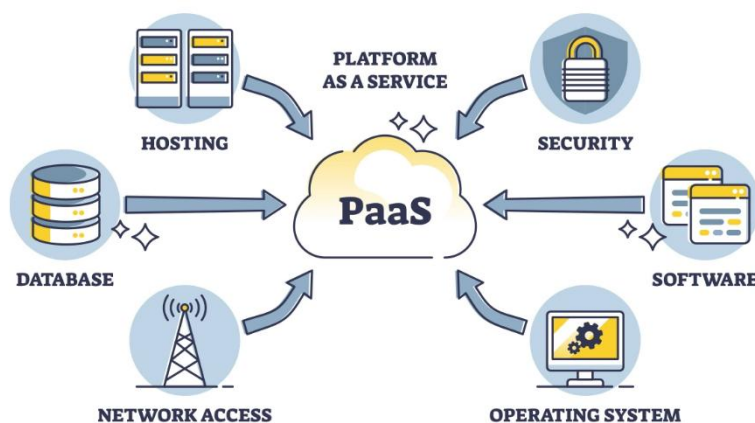 PLATFORM
AS A SERVICE
HOSTING
SECURITY
PaaS
DATABASE
SOFTWARE
NETWORK ACCESS
OPERATING SYSTEM